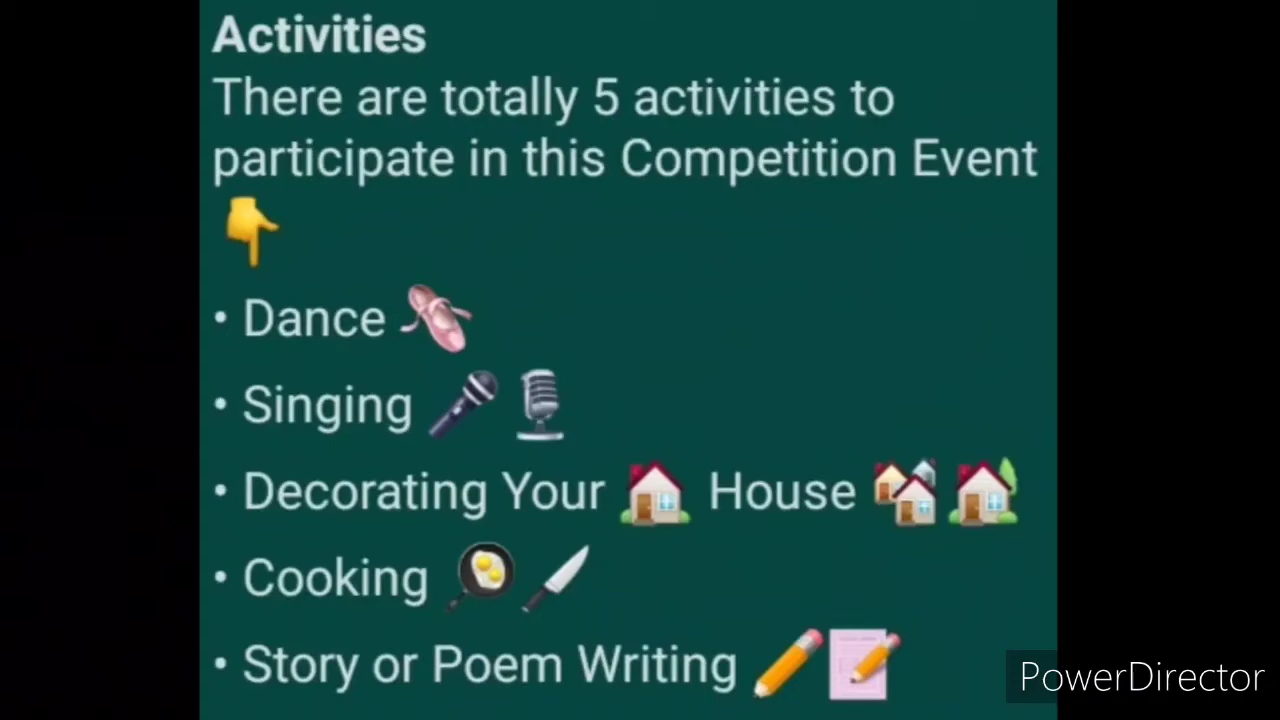 Activities
There are totally 5 activities to
participate in this Competition Event
👇
• Dance 🩰
• Singing 🎤 🎙️
• Decorating Your 🏠 House 🏘️🏡
• Cooking 🍳🔪
• Story or Poem Writing ✏️📝
PowerDirector